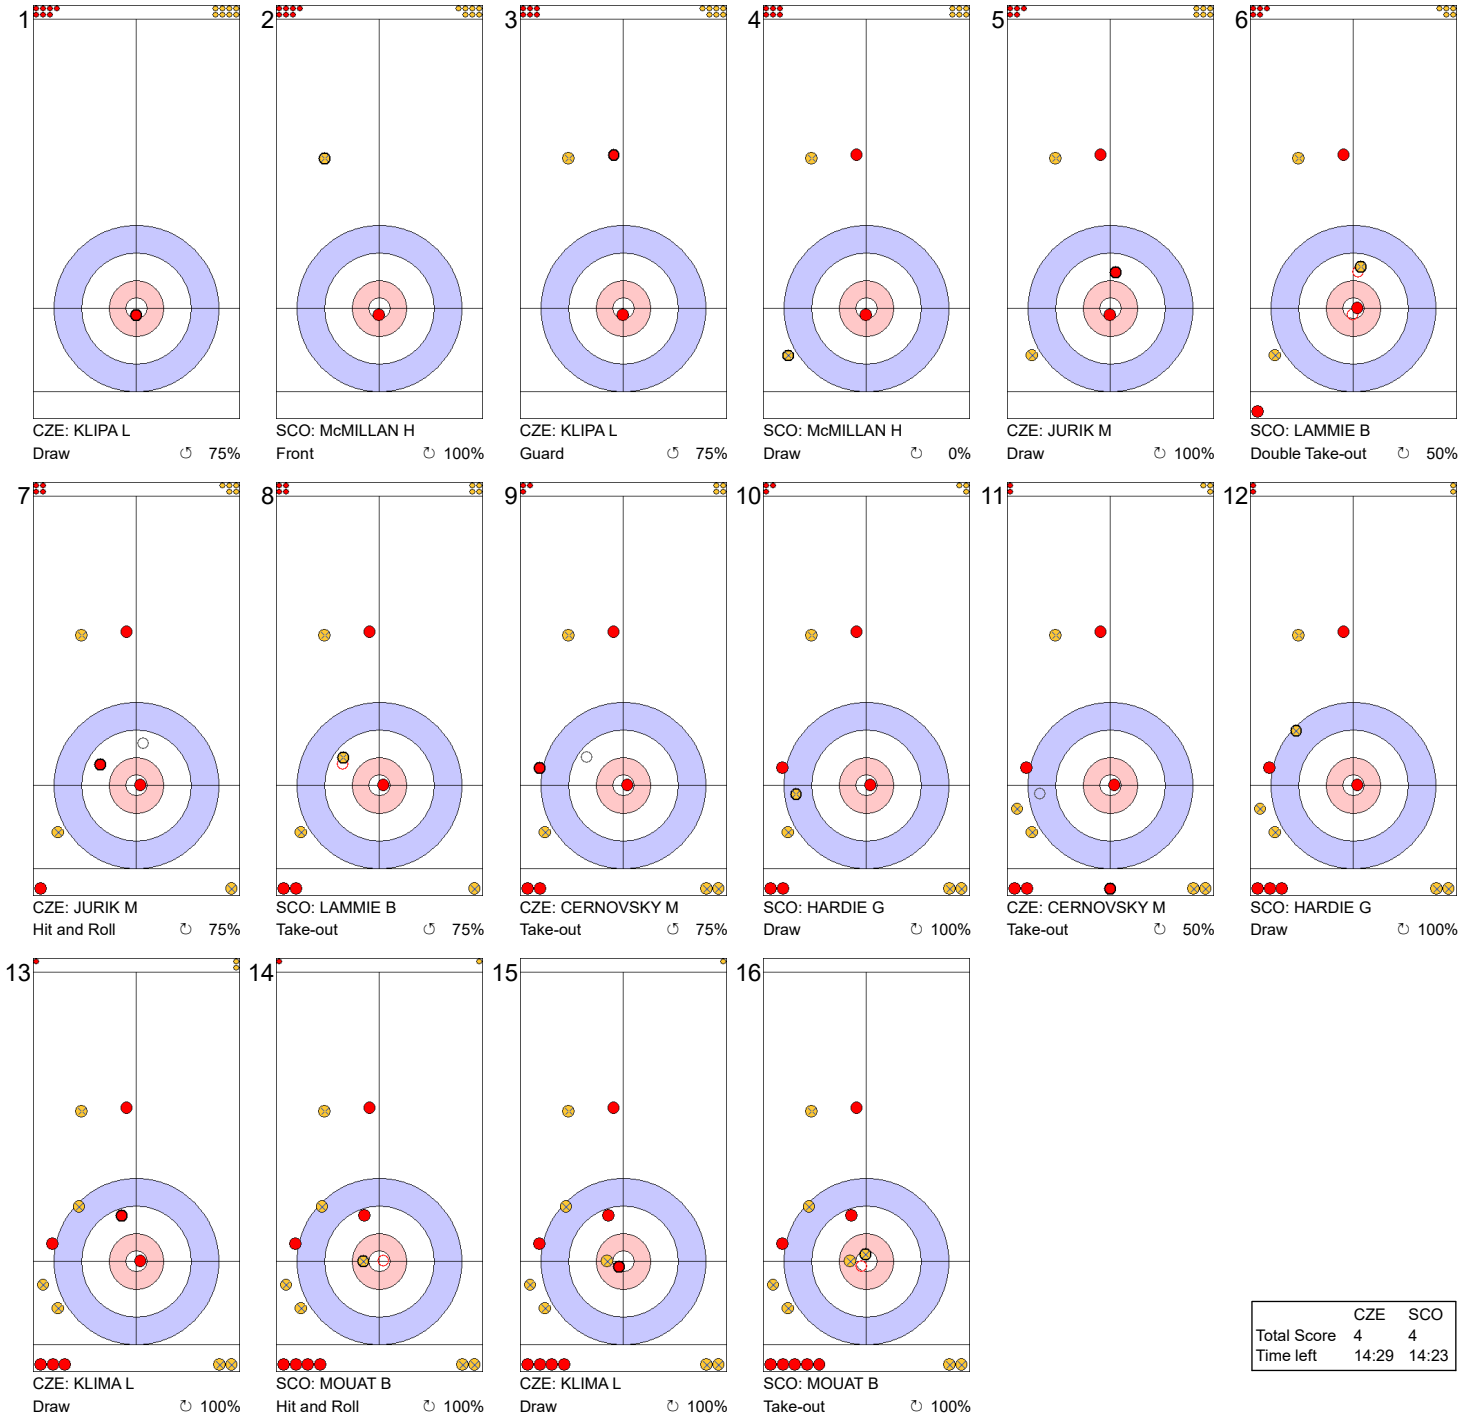 1
2
3
4
5
6
CZE: KLIPA L
Draw ↺ 75%
SCO: McMILLAN H
Front ↻ 100%
CZE: KLIPA L
Guard ↺ 75%
SCO: McMILLAN H
Draw ↻ 0%
CZE: JURIK M
Draw ↻ 100%
SCO: LAMMIE B
Double Take-out ↻ 50%
7
8
9
10
11
12
CZE: JURIK M
Hit and Roll ↺ 75%
SCO: LAMMIE B
Take-out ↺ 75%
CZE: CERNOVSKY M
Take-out ↺ 75%
SCO: HARDIE G
Draw ↻ 100%
CZE: CERNOVSKY M
Take-out ↻ 50%
SCO: HARDIE G
Draw ↻ 100%
13
14
15
16
CZE: KLIMA L
Draw ↻ 100%
SCO: MOUAT B
Hit and Roll ↻ 100%
CZE: KLIMA L
Draw ↻ 100%
SCO: MOUAT B
Take-out ↻ 100%
CZE SCO
Total Score 4 4
Time left 14:29 14:23